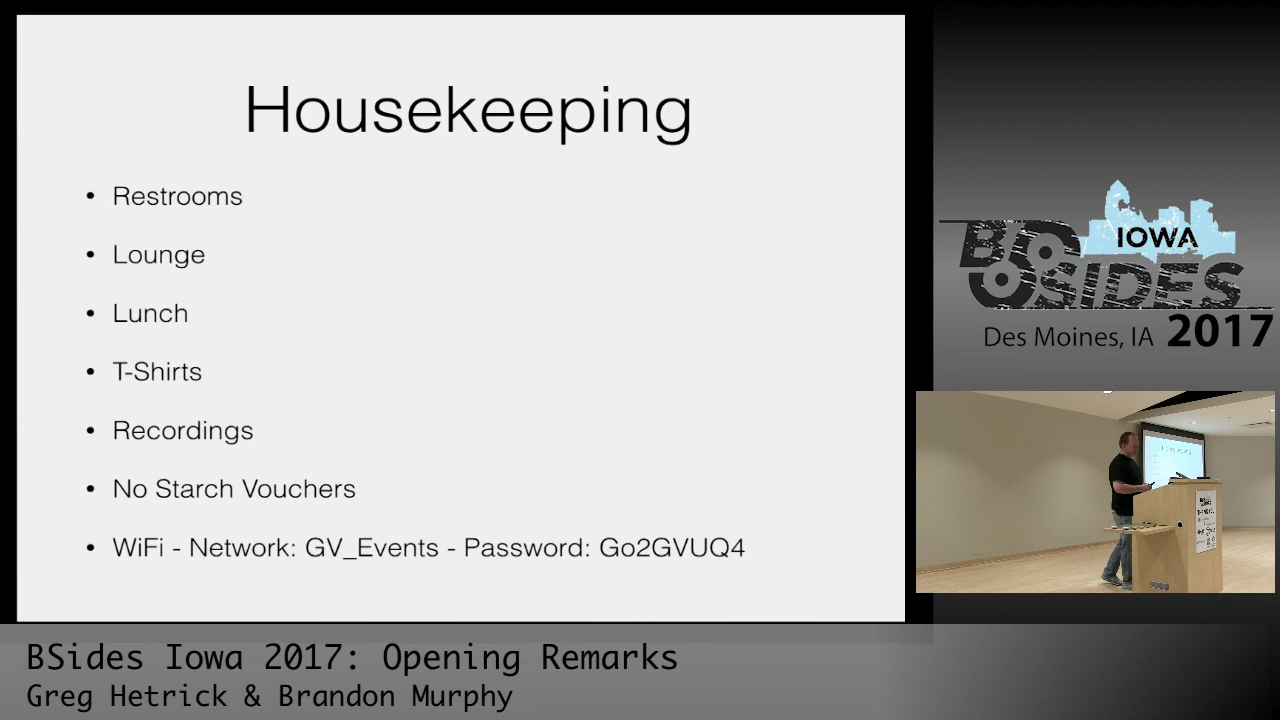 Housekeeping
• Restrooms
• Lounge
• Lunch
• T-Shirts
• Recordings
• No Starch Vouchers
• WiFi - Network: GV_Events - Password: Go2GVUQ4
IOWA
BSIDES
Des Moines, IA 2017
Housekeeping
BSides Iowa 2017: Opening Remarks
Greg Hetrick & Brandon Murphy